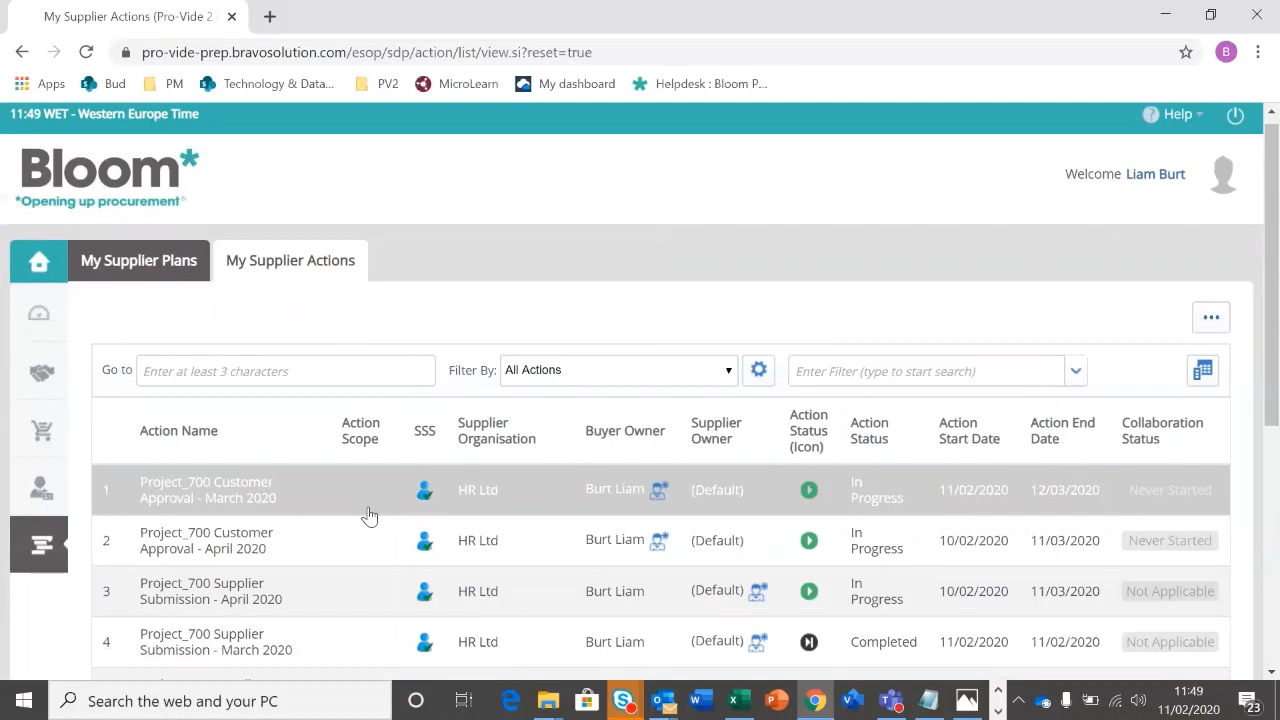 My Supplier Actions (Pro-Vide 2.
pro-vide-prep.bravosolution.com/esop/sdp/action/list/view.si?reset=true
B
Apps Bud PM Technology & Data... PV2 MicroLearn My dashboard Helpdesk : Bloom P...
11:49 WET - Western Europe Time
? Help
Bloom*
*Opening up procurement
Welcome Liam Burt
My Supplier Plans My Supplier Actions
...
Go to Enter at least 3 characters Filter By: All Actions Enter Filter (type to start search)
Action Name Action Scope SSS Supplier Organisation Buyer Owner Supplier Owner Action Status (Icon) Action Status Action Start Date Action End Date Collaboration Status
1 Project_700 Customer Approval - March 2020 HR Ltd Burt Liam (Default) In Progress 11/02/2020 12/03/2020 Never Started
2 Project_700 Customer Approval - April 2020 HR Ltd Burt Liam (Default) In Progress 10/02/2020 11/03/2020 Never Started
3 Project_700 Supplier Submission - April 2020 HR Ltd Burt Liam (Default) In Progress 10/02/2020 11/03/2020 Not Applicable
4 Project_700 Supplier Submission - March 2020 HR Ltd Burt Liam (Default) Completed 11/02/2020 11/02/2020 Not Applicable
Search the web and your PC
11:49
11/02/2020
23